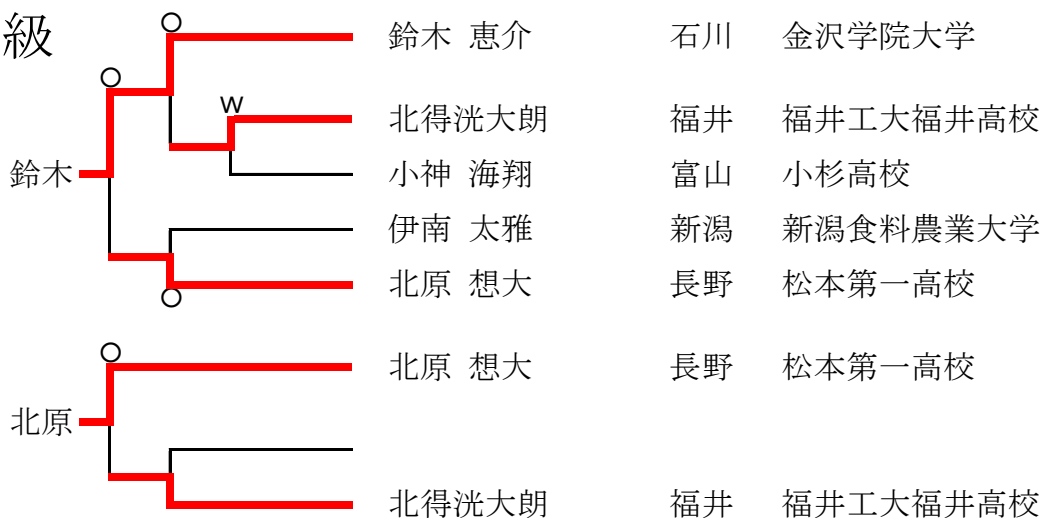 級
○
鈴木 恵介 石川 金沢学院大学
○
W
北得洸大朗 福井 福井工大福井高校
鈴木
小神 海翔 富山 小杉高校
伊南 太雅 新潟 新潟食料農業大学
北原 想大 長野 松本第一高校
○
○
北原 想大 長野 松本第一高校
北原
北得洸大朗 福井 福井工大福井高校